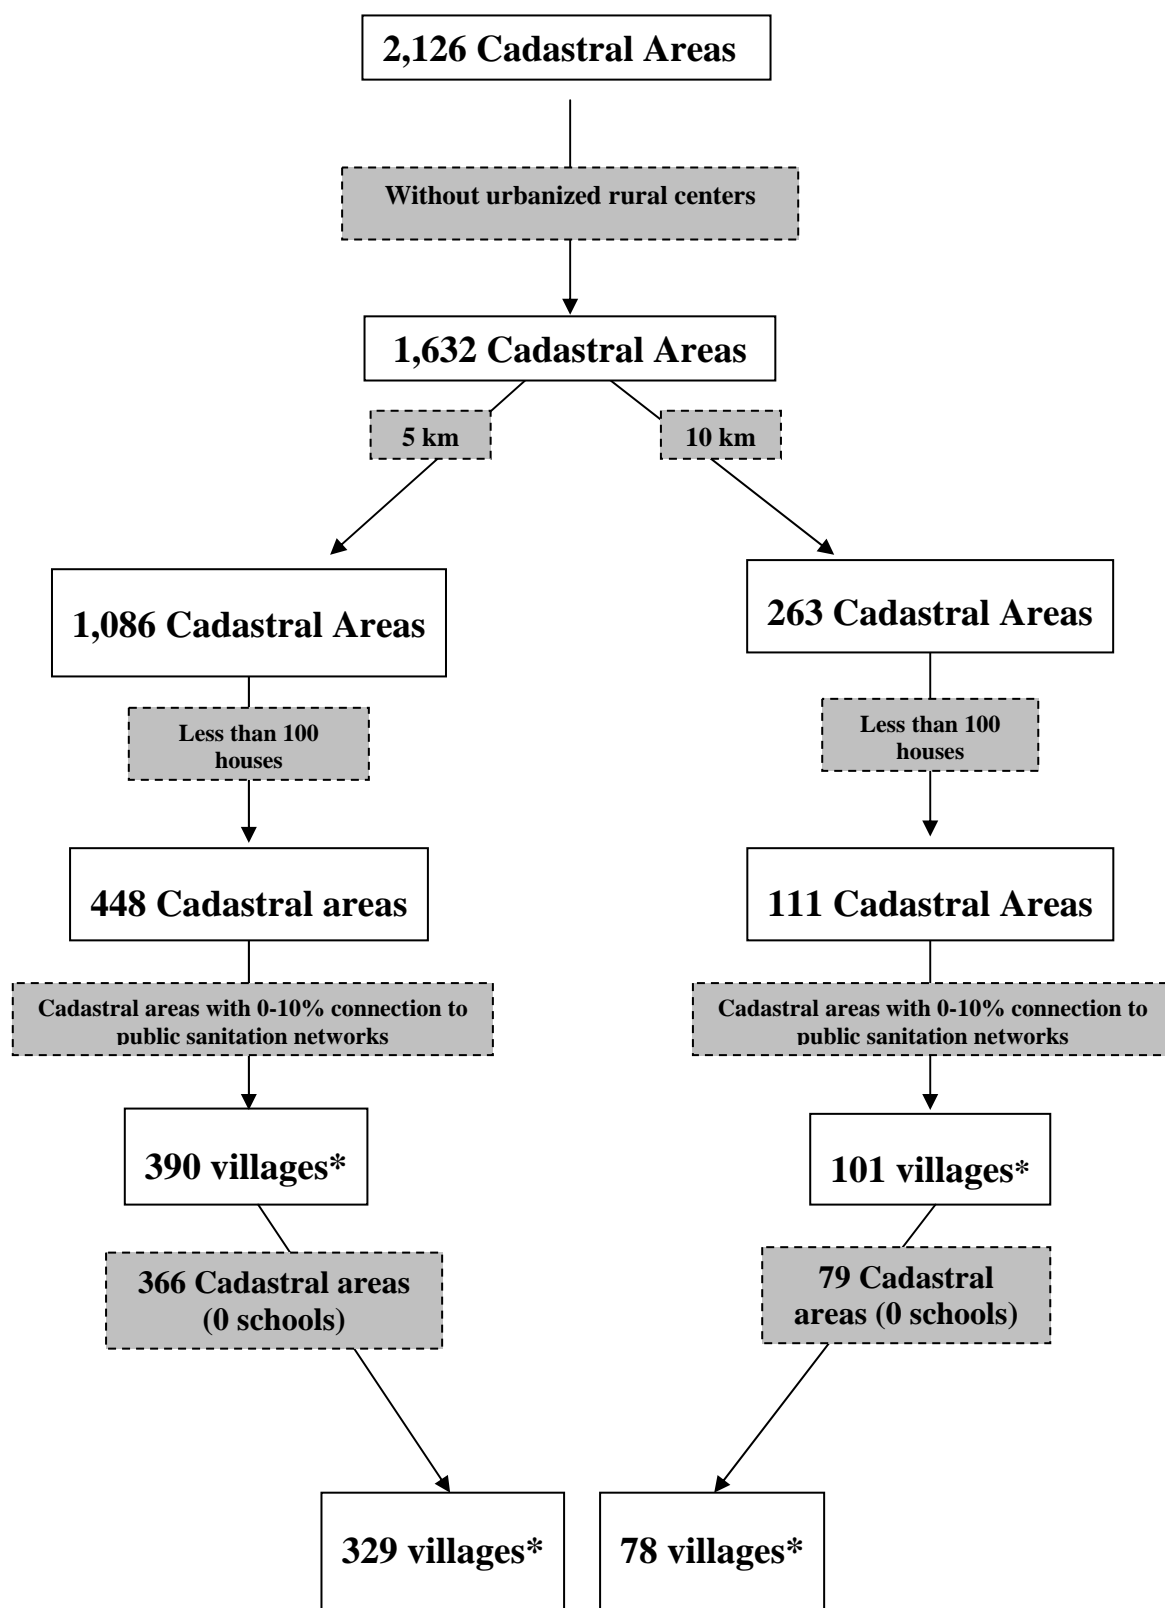 2,126 Cadastral Areas
Without urbanized rural centers
1,632 Cadastral Areas
5 km
10 km
1,086 Cadastral Areas
263 Cadastral Areas
Less than 100
houses
Less than 100
houses
448 Cadastral areas
111 Cadastral Areas
Cadastral areas with 0-10% connection to
public sanitation networks
Cadastral areas with 0-10% connection to
public sanitation networks
390 villages*
101 villages*
366 Cadastral areas
(0 schools)
79 Cadastral
areas (0 schools)
329 villages*
78 villages*